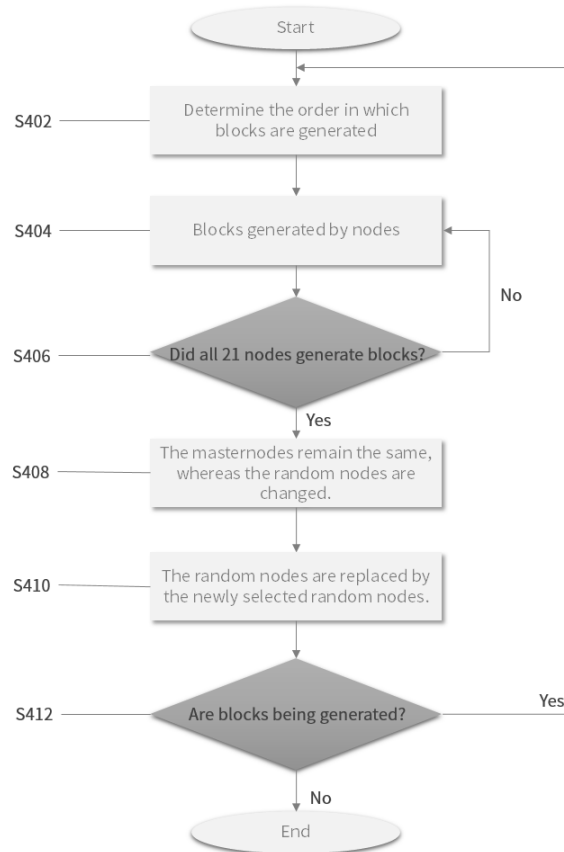 Start
S402
Determine the order in which
blocks are generated
S404
Blocks generated by nodes
No
S406
Did all 21 nodes generate blocks?
Yes
S408
The masternodes remain the same,
whereas the random nodes are
changed.
S410
The random nodes are replaced by
the newly selected random nodes.
S412
Are blocks being generated?
Yes
No
End